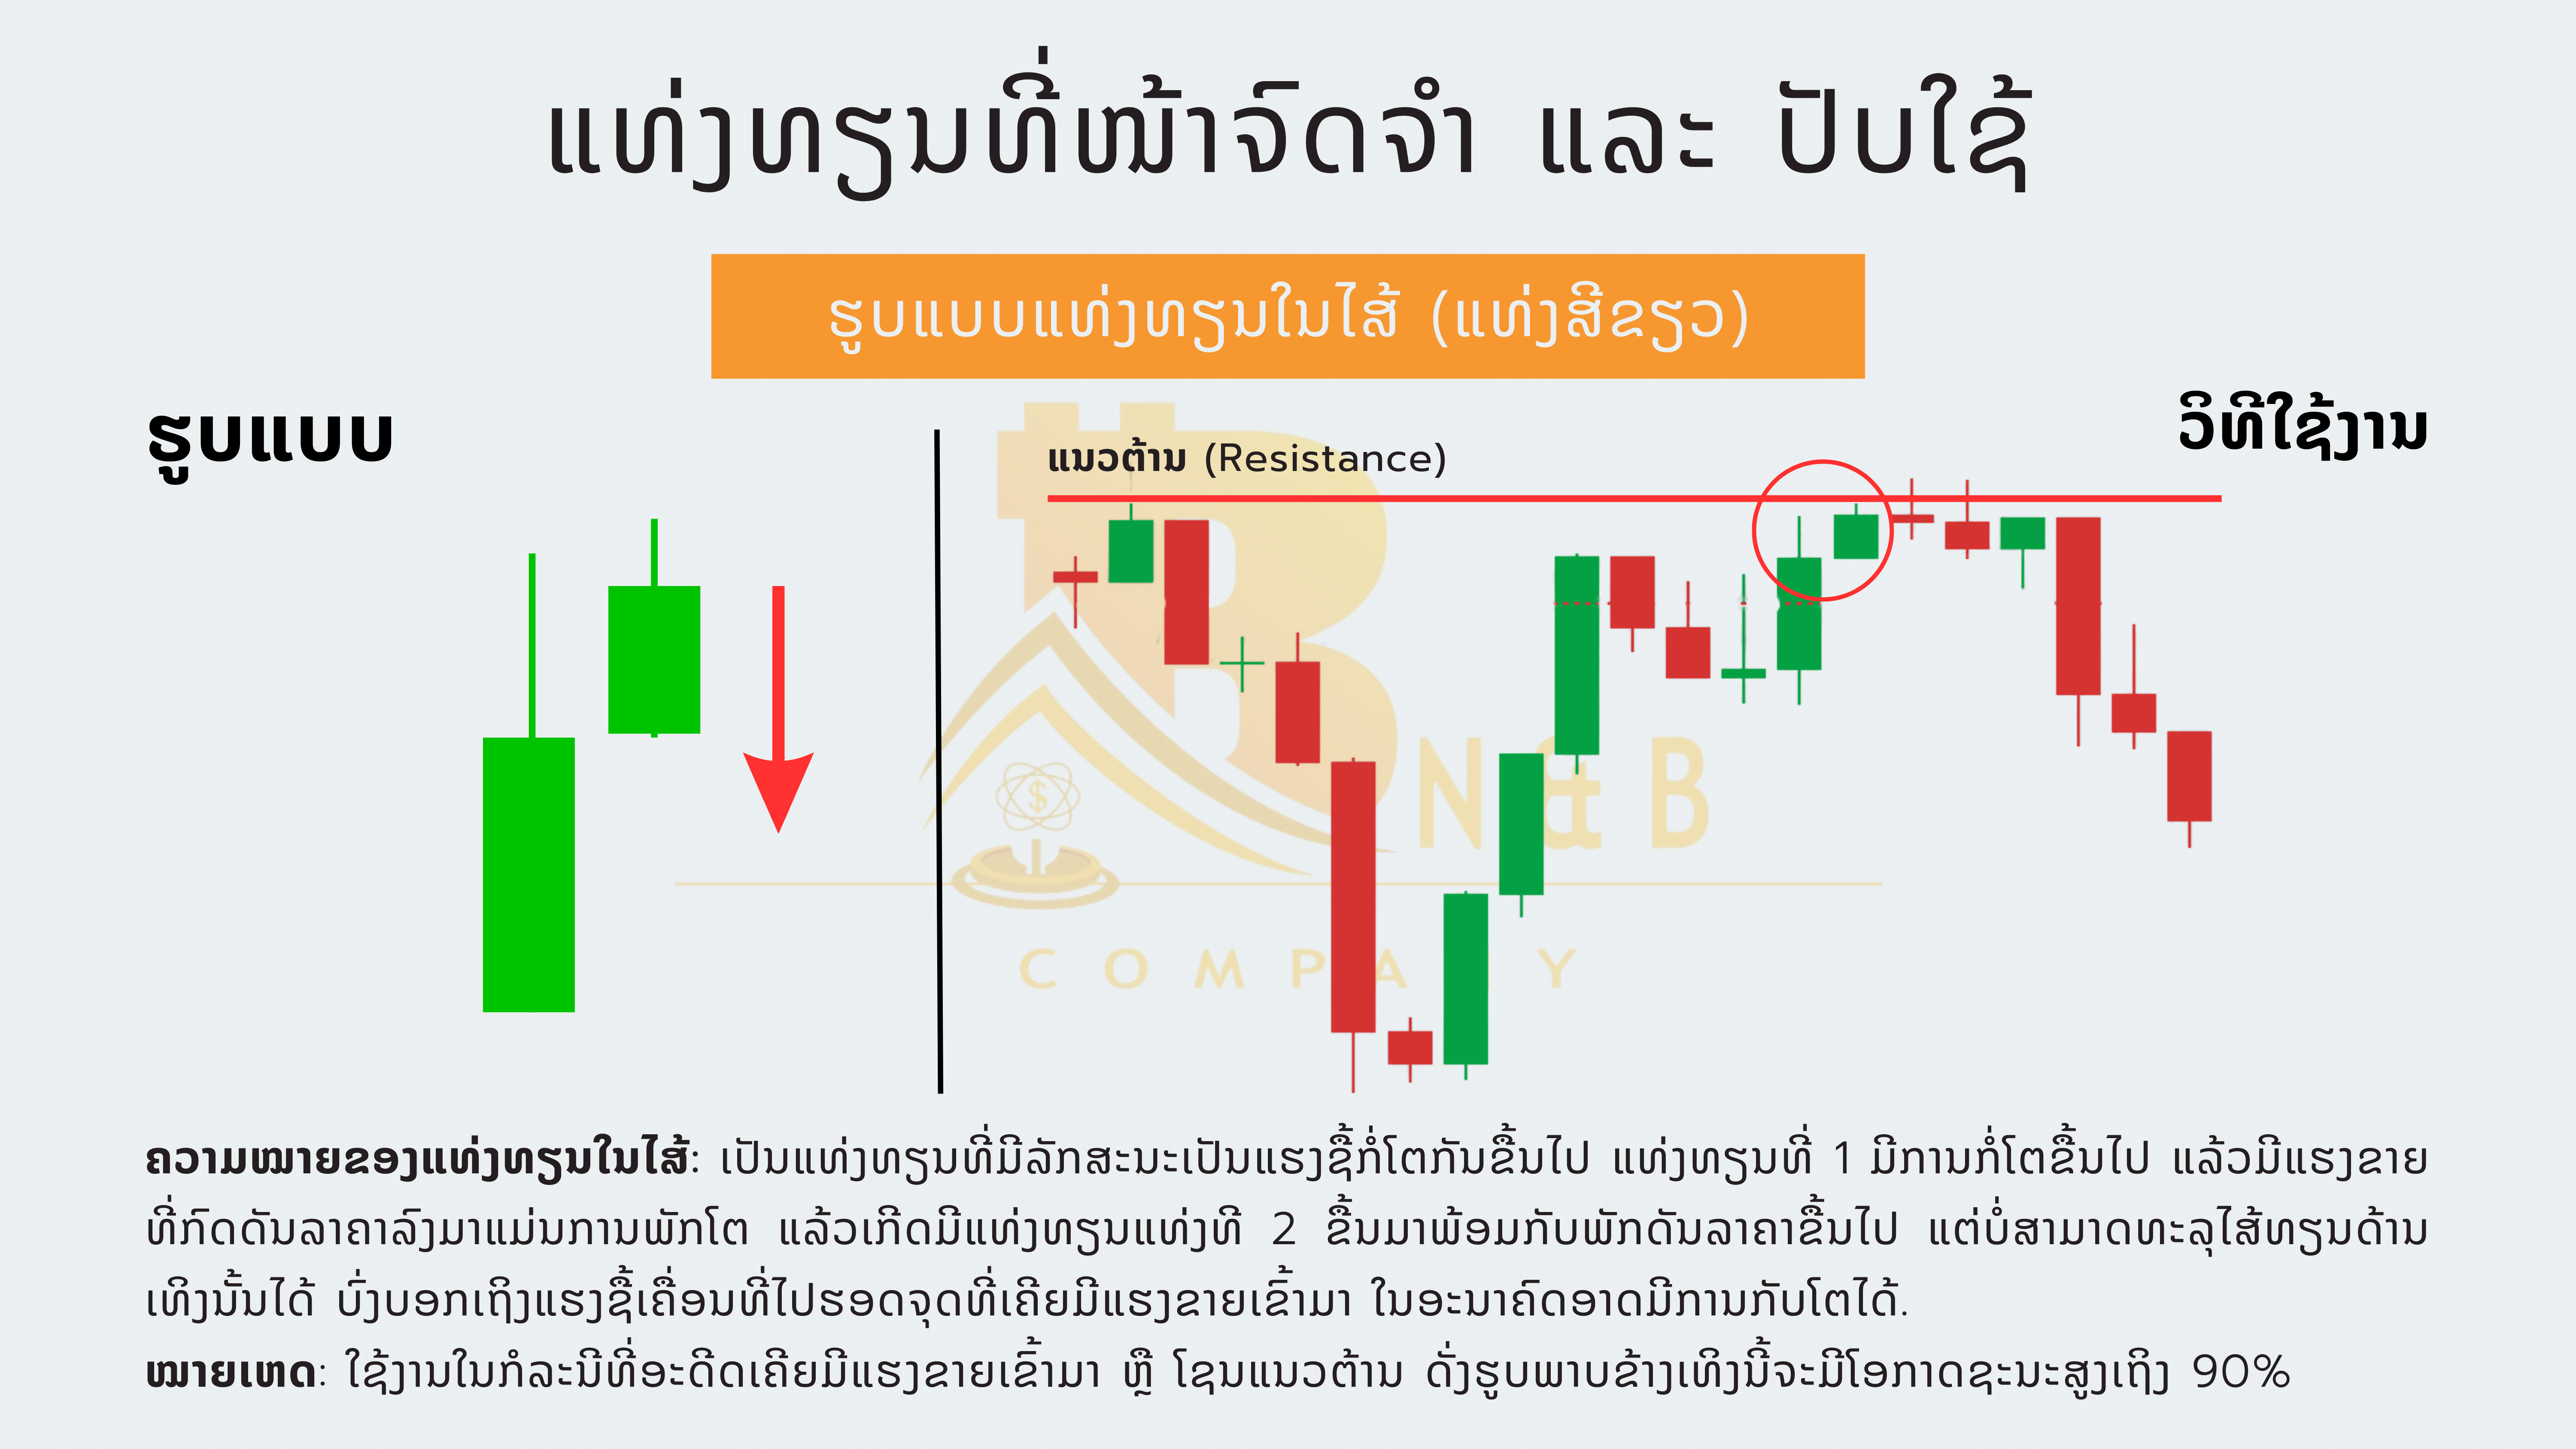 ແທ່ງທຽນທີ່ໜ້າຈົດຈຳ ແລະ ປັບໃຊ້
ຮູບແບບແທ່ງທຽນໃນໄສ້ (ແທ່ງສີຂຽວ)
ຮູບແບບ
ວິທີໃຊ້ງານ
ແນວຕ້ານ (Resistance)
B
$
N & B
COMPA Y
ຄວາມໝາຍຂອງແທ່ງທຽນໃນໄສ້: ເປັນແທ່ງທຽນທີ່ມີລັກສະນະເປັນແຮງຊື້ກໍ່ໂຕກັນຂຶ້ນໄປ ແທ່ງທຽນທີ່ 1 ມີການກໍ່ໂຕຂຶ້ນໄປ ແລ້ວມີແຮງຂາຍ
ທີ່ກົດດັນລາຄາລົງມາແມ່ນການພັກໂຕ ແລ້ວເກີດມີແທ່ງທຽນແທ່ງທີ 2 ຂຶ້ນມາພ້ອມກັບພັກດັນລາຄາຂຶ້ນໄປ ແຕ່ບໍ່ສາມາດທະລຸໄສ້ທຽນດ້ານ
ເທິງນັ້ນໄດ້ ບົ່ງບອກເຖິງແຮງຊື້ເຄື່ອນທີ່ໄປຮອດຈຸດທີ່ເຄີຍມີແຮງຂາຍເຂົ້າມາ ໃນອະນາຄົດອາດມີການກັບໂຕໄດ້.
ໝາຍເຫດ: ໃຊ້ງານໃນກໍລະນີທີ່ອະດີດເຄີຍມີແຮງຂາຍເຂົ້າມາ ຫຼື ໂຊນແນວຕ້ານ ດັ່ງຮູບພາບຂ້າງເທິງນີ້ຈະມີໂອກາດຊະນະສູງເຖິງ 90%